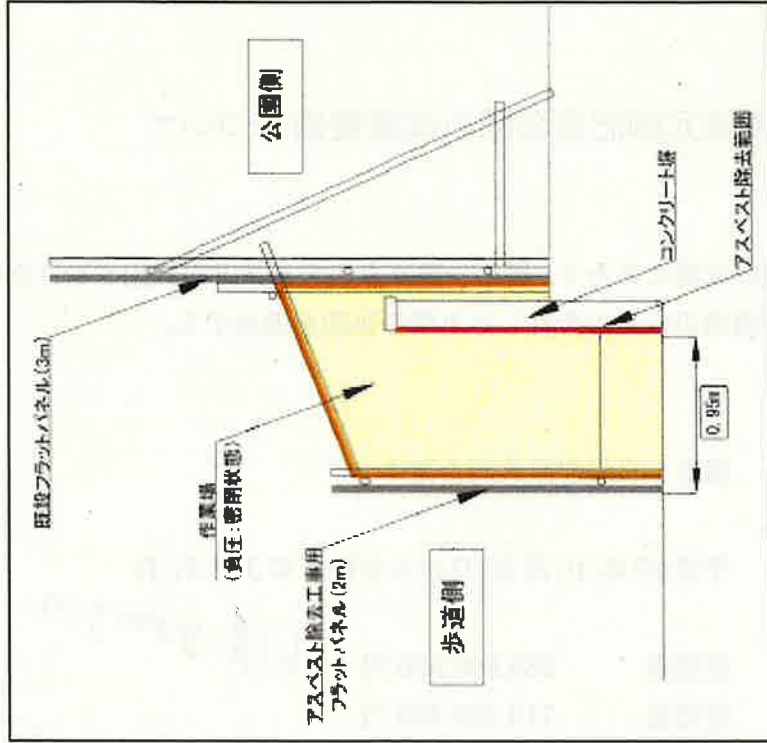 既設フラットパネル(3m)
公園側
作業場
(負圧:密閉状態)
アスベスト除去工事用
フラットパネル(2m)
歩道側
コンクリート塀
アスベスト除去範囲
0.95m